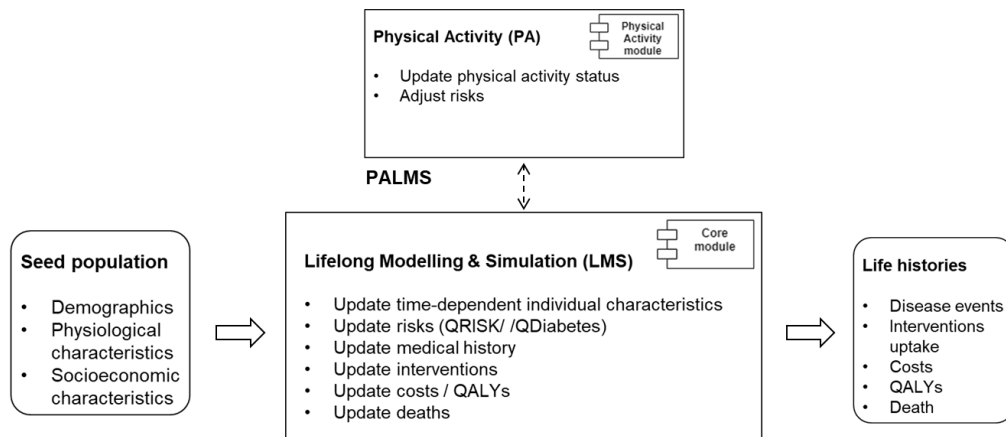 Physical Activity (PA)
Physical
Activity
module
• Update physical activity status
• Adjust risks
PALMS
Seed population
• Demographics
• Physiological
characteristics
• Socioeconomic
characteristics
Core
module
Lifelong Modelling & Simulation (LMS)
• Update time-dependent individual characteristics
• Update risks (QRISK/ /QDiabetes)
• Update medical history
• Update interventions
• Update costs / QALYs
• Update deaths
Life histories
• Disease events
• Interventions
uptake
• Costs
• QALYs
• Death